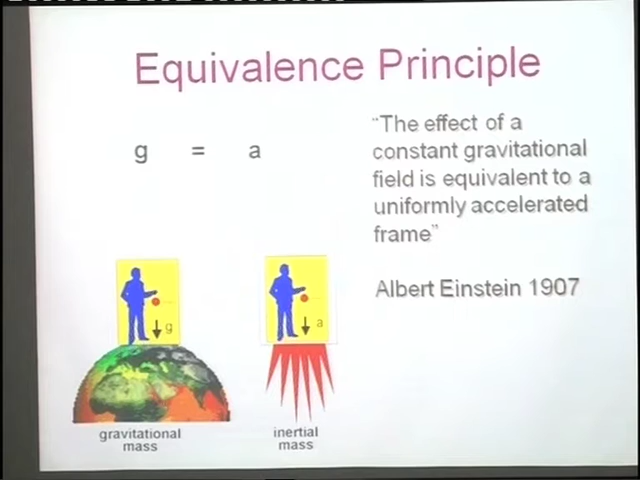 Equivalence Principle
g = a
"The effect of a
constant gravitational
field is equivalent to a
uniformly accelerated
frame"
Albert Einstein 1907
g
a
gravitational
mass
inertial
mass